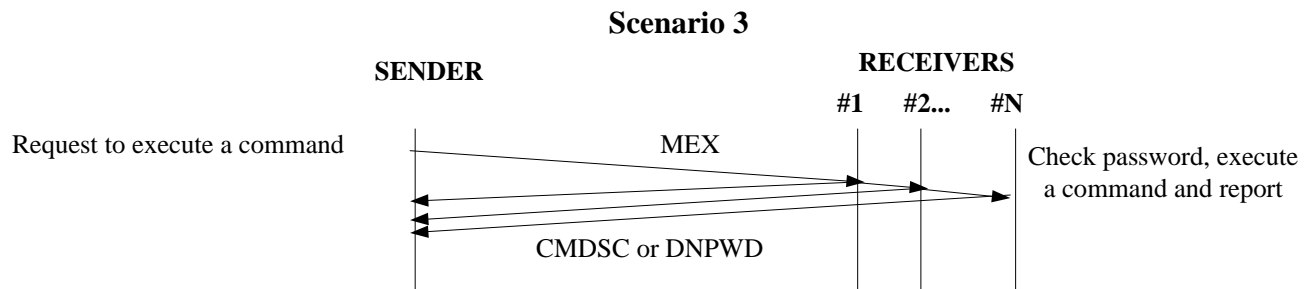 Scenario 3
SENDER
RECEIVERS
#1 #2... #N
Request to execute a command
MEX
Check password, execute
a command and report
CMDSC or DNPWD